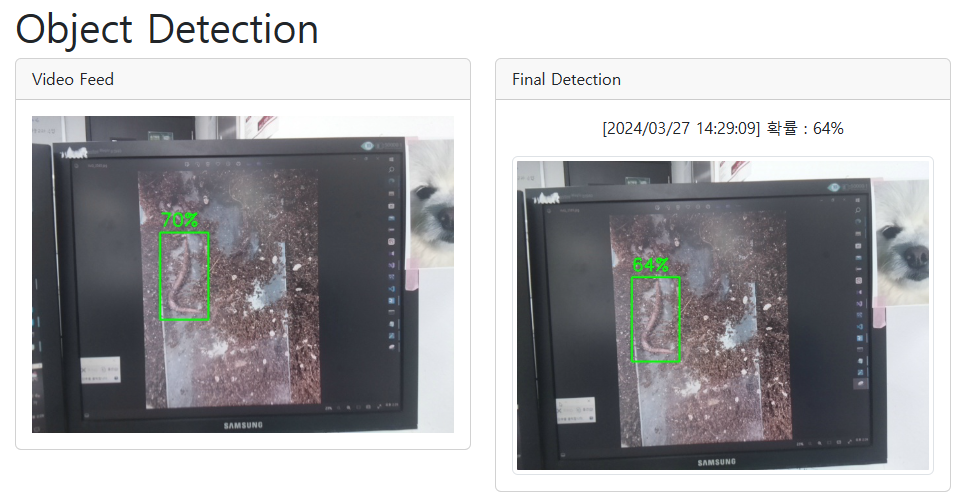 Object Detection
Video Feed
70%
SAMSUNG
Final Detection
[2024/03/27 14:29:09] 확률 : 64%
64%
SAMSUNG